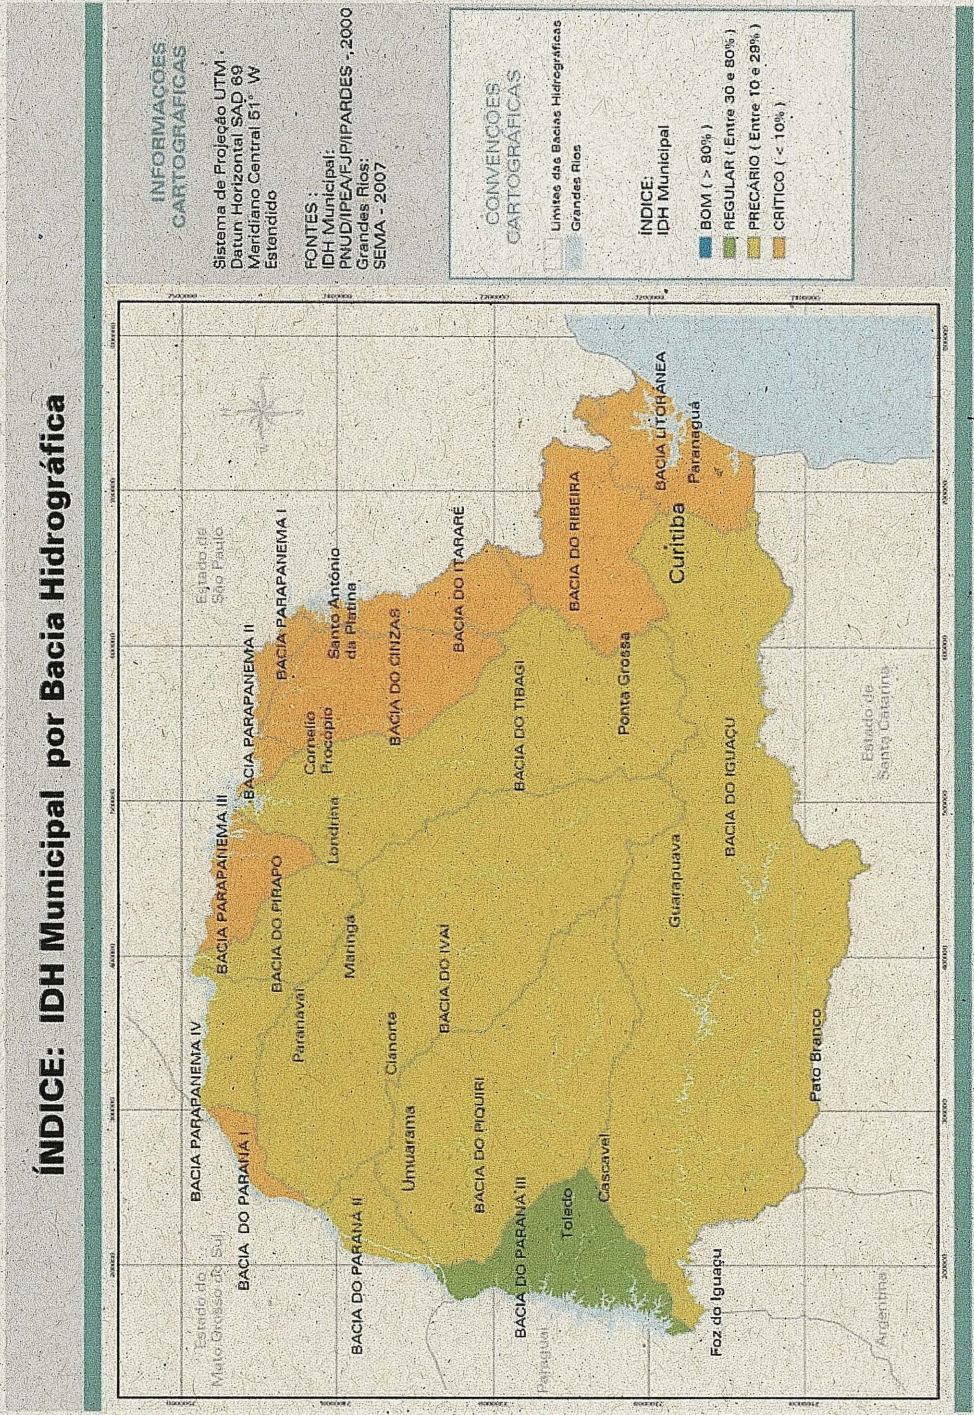 ÍNDICE: IDH Municipal por Bacia Hidrográfica
Estado do
Mato Grosso do Sul
Estado de
São Paulo
BACIA PARAPANEMA IV
BACIA PARAPANEMA III
BACIA PARAPANEMA II
BACIA PARAPANEMA I
BACIA DO PARANÁ I
BACIA DO PIRAPÓ
Cornélio
Procópio
Santo Antônio
da Platina
Paranavaí
Londrina
Maringá
BACIA DO PARANÁ II
Cianorte
BACIA DO CINZAS
Umuarama
BACIA DO IVAÍ
BACIA DO ITARARÉ
BACIA DO PIQUIRI
BACIA DO PARANÁ III
BACIA DO TIBAGI
Paraguai
Toledo
BACIA DO RIBEIRA
Cascavel
Ponta Grossa
BACIA LITORÂNEA
Guarapuava
Curitiba
Paranaguá
Foz do Iguaçu
BACIA DO IGUAÇU
Pato Branco
Argentina
Estado de
Santa Catarina
INFORMAÇÕES
CARTOGRÁFICAS
Sistema de Projeção UTM
Datun Horizontal SAD 69
Meridiano Central 51° W
Estendido
FONTES:
IDH Municipal:
PNUD/IPEA/FJP/IPARDES -,2000
Grandes Rios:
SEMA - 2007
CONVENÇÕES
CARTOGRÁFICAS
Limites das Bacias Hidrográficas
Grandes Rios
ÍNDICE:
IDH Municipal
BOM ( > 80% )
REGULAR ( Entre 30 e 80% )
PRECÁRIO ( Entre 10 e 29% )
CRÍTICO ( < 10% )